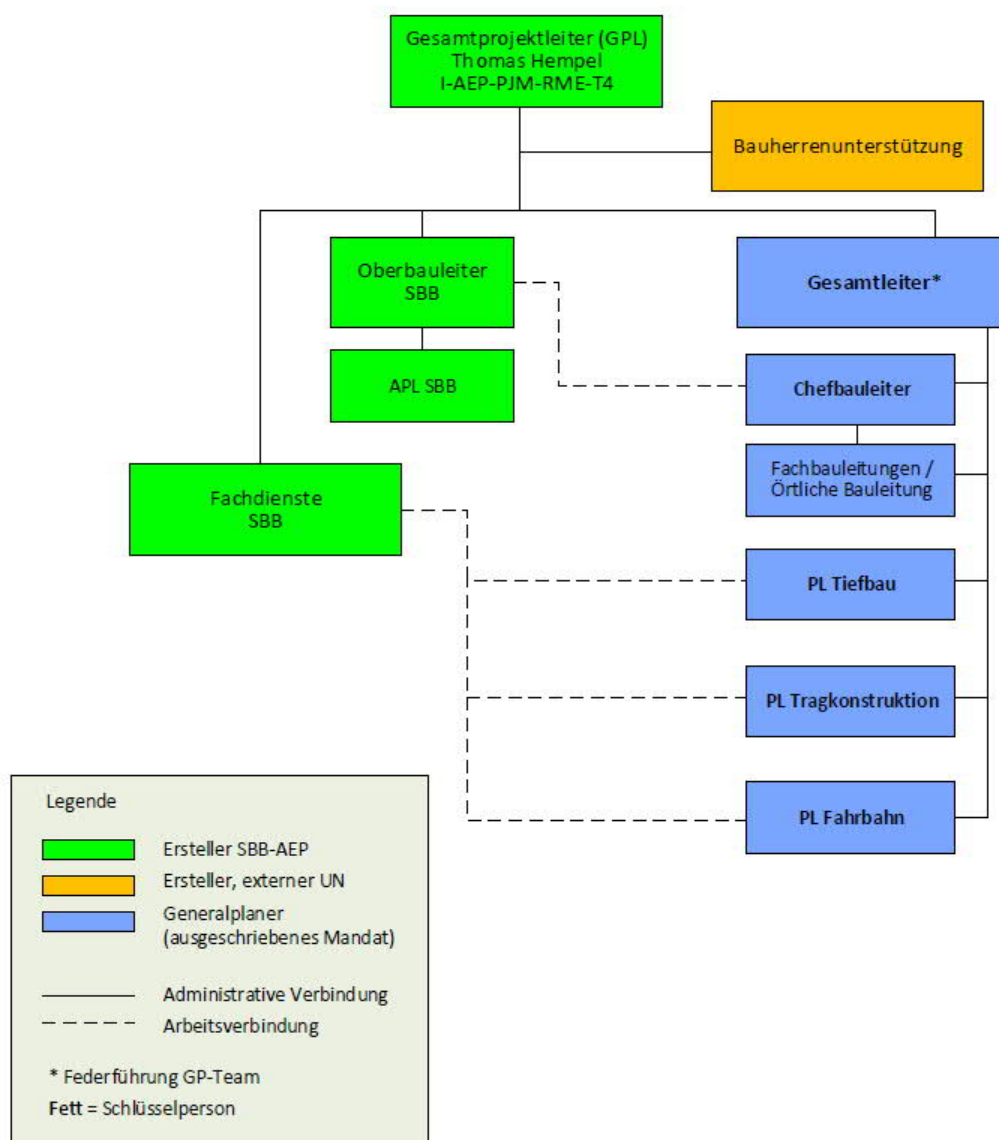 Gesamtprojektleiter (GPL)
Thomas Hempel
I-AEP-PJM-RME-T4
Bauherrenunterstützung
Oberbauleiter
SBB
Gesamtleiter*
APL SBB
Chefbauleiter
Fachbauleitungen /
Örtliche Bauleitung
Fachdienste
SBB
PL Tiefbau
PL Tragkonstruktion
PL Fahrbahn
Legende
Ersteller SBB-AEP
Ersteller, externer UN
Generalplaner
(ausgeschriebenes Mandat)
Administrative Verbindung
Arbeitsverbindung
* Federführung GP-Team
Fett = Schlüsselperson